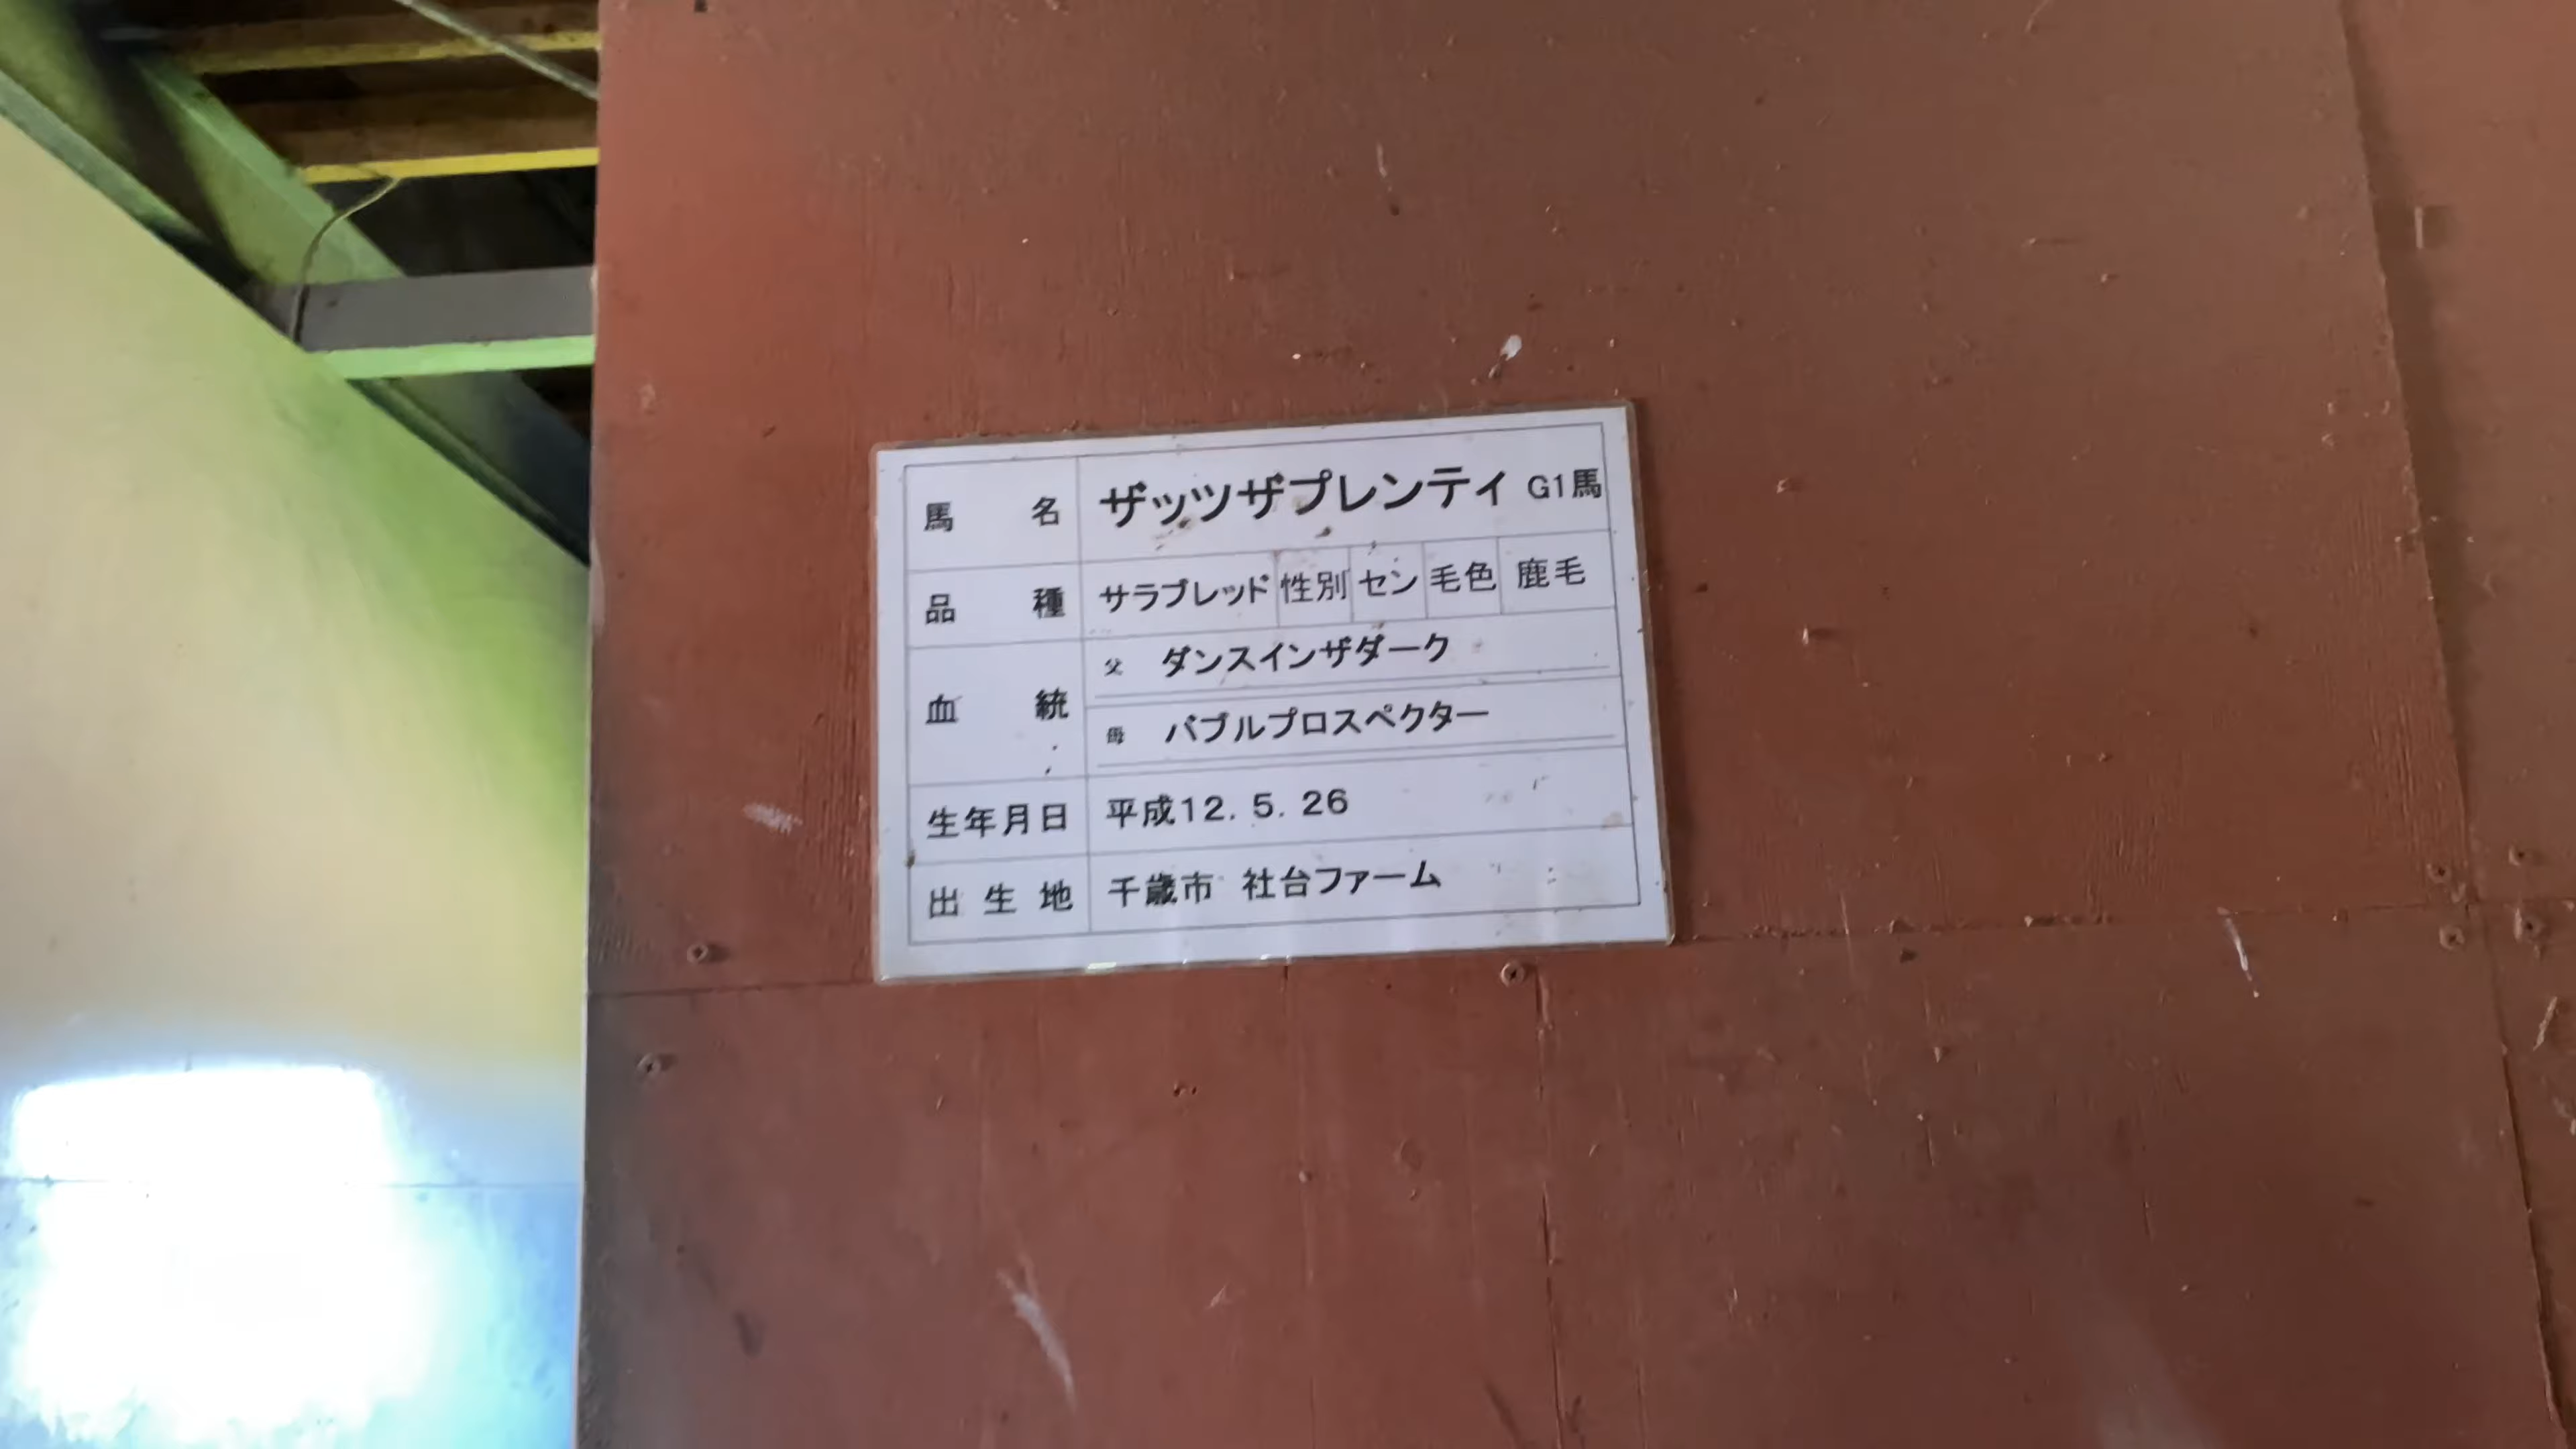 馬名 ザッツザプレンティ G1馬
品種 サラブレッド 性別 セン 毛色 鹿毛
血統 父 ダンスインザダーク
母 バブルプロスペクター
生年月日 平成12.5.26
出生地 千歳市 社台ファーム